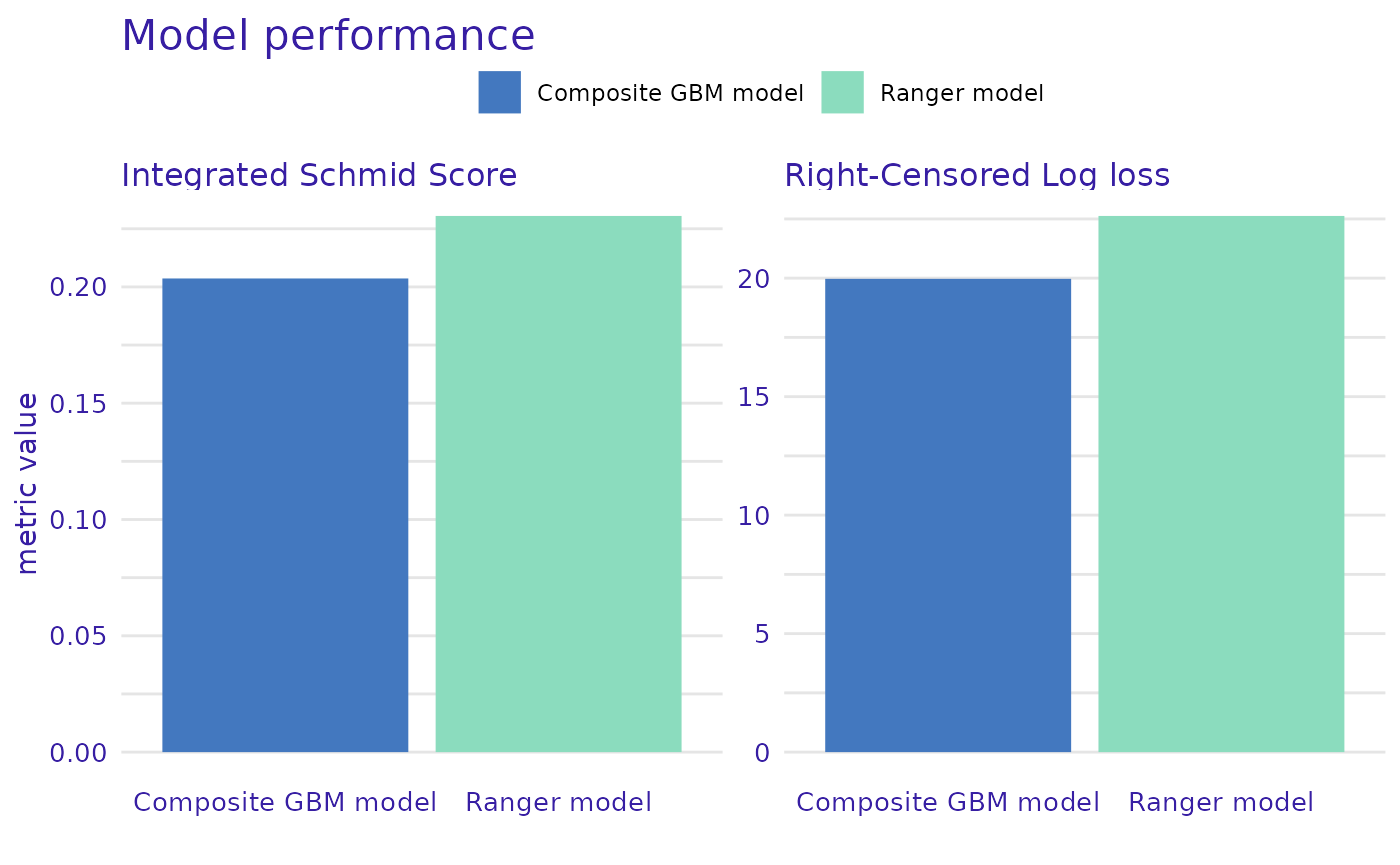 Model performance
Composite GBM model
Ranger model
Integrated Schmid Score
metric value
0.20
0.15
0.10
0.05
0.00
Composite GBM model
Ranger model
Right-Censored Log loss
20
15
10
5
0
Composite GBM model
Ranger model